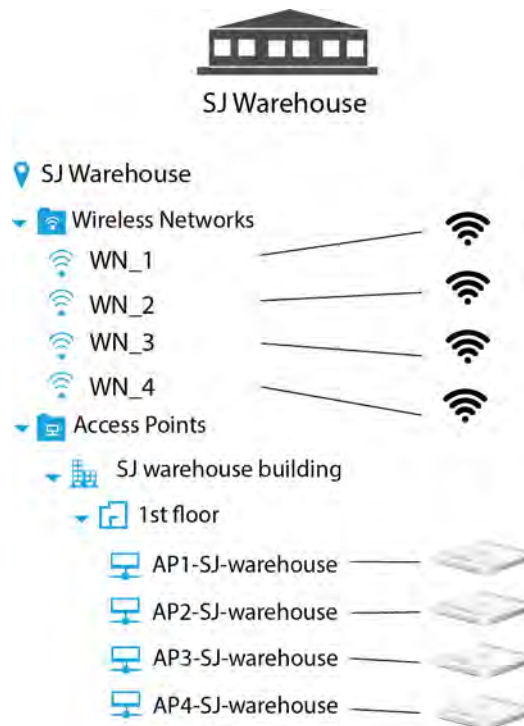 SJ Warehouse
SJ Warehouse
Wireless Networks
WN_1
WN_2
WN_3
WN_4
Access Points
SJ warehouse building
1st floor
AP1-SJ-warehouse
AP2-SJ-warehouse
AP3-SJ-warehouse
AP4-SJ-warehouse